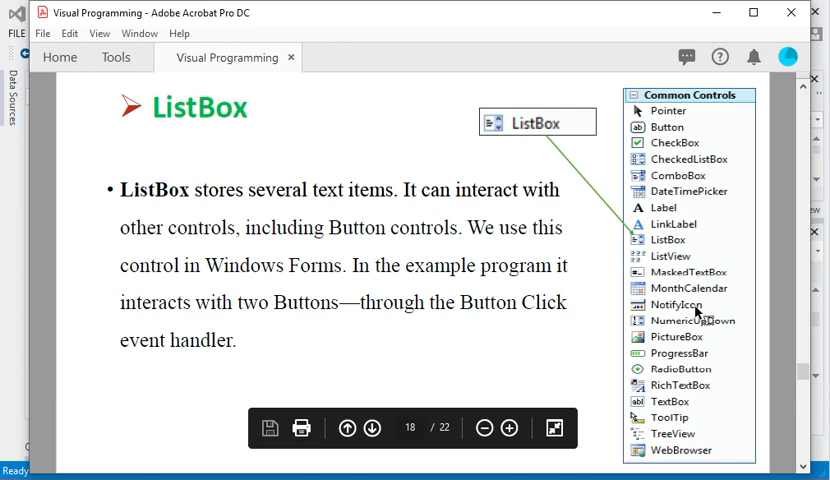 Visual Programming - Adobe Acrobat Pro DC
FILE
File Edit View Window Help
Home Tools Visual Programming ×
Data Sources
ListBox
ListBox
• ListBox stores several text items. It can interact with
other controls, including Button controls. We use this
control in Windows Forms. In the example program it
interacts with two Buttons—through the Button Click
event handler.
Common Controls
Pointer
Button
CheckBox
CheckedListBox
ComboBox
DateTimePicker
Label
LinkLabel
ListBox
ListView
MaskedTextBox
MonthCalendar
NotifyIcon
NumericUpDown
PictureBox
ProgressBar
RadioButton
RichTextBox
TextBox
ToolTip
TreeView
WebBrowser
18 / 22
Ready